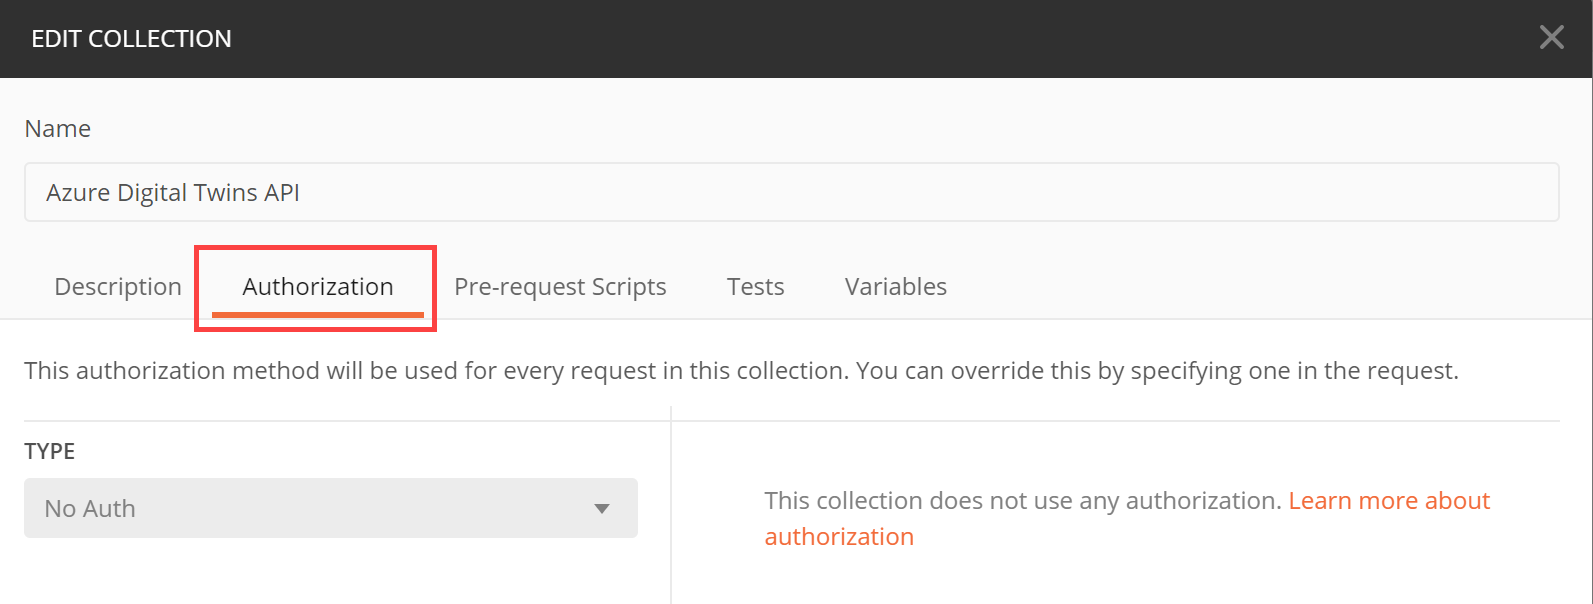 EDIT COLLECTION
Name
Azure Digital Twins API
Description Authorization Pre-request Scripts Tests Variables
This authorization method will be used for every request in this collection. You can override this by specifying one in the request.
TYPE
No Auth
This collection does not use any authorization. Learn more about
authorization